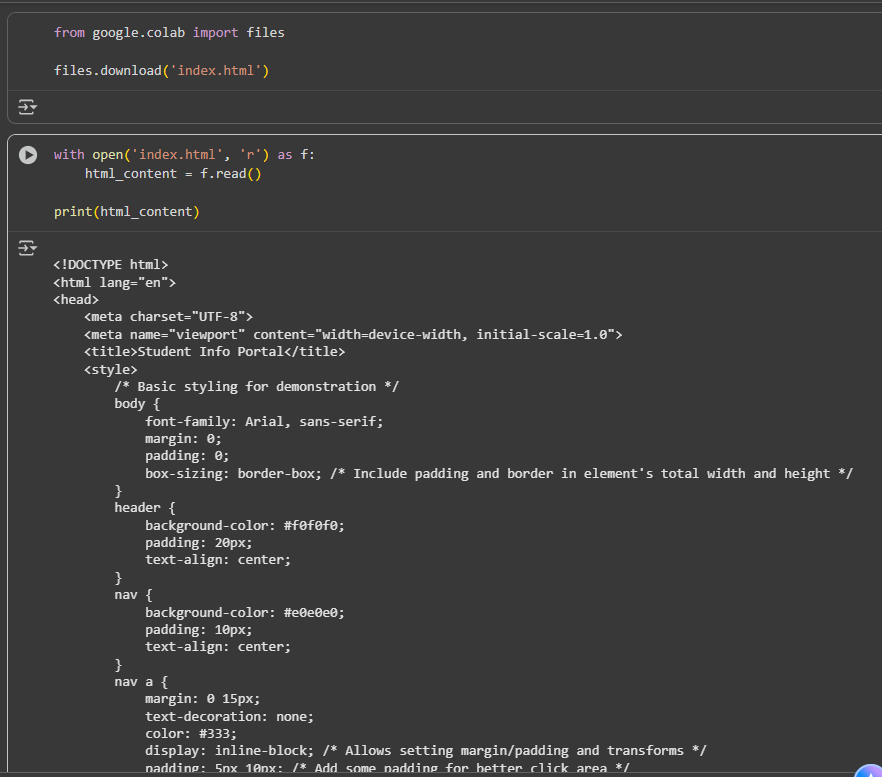 from google.colab import files
files.download('index.html')
with open('index.html', 'r') as f:
    html_content = f.read()
print(html_content)
<!DOCTYPE html>
<html lang="en">
<head>
    <meta charset="UTF-8">
    <meta name="viewport" content="width=device-width, initial-scale=1.0">
    <title>Student Info Portal</title>
    <style>
        /* Basic styling for demonstration */
        body {
            font-family: Arial, sans-serif;
            margin: 0;
            padding: 0;
            box-sizing: border-box; /* Include padding and border in element's total width and height */
        }
        header {
            background-color: #f0f0f0;
            padding: 20px;
            text-align: center;
        }
        nav {
            background-color: #e0e0e0;
            padding: 10px;
            text-align: center;
        }
        nav a {
            margin: 0 15px;
            text-decoration: none;
            color: #333;
            display: inline-block; /* Allows setting margin/padding and transforms */
            padding: 5px 10px; /* Add some padding for better click area */